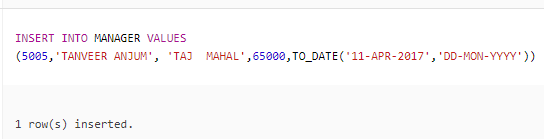 INSERT INTO MANAGER VALUES
(5005,'TANVEER ANJUM', 'TAJ  MAHAL',65000,TO_DATE('11-APR-2017','DD-MON-YYYY'))
1 row(s) inserted.